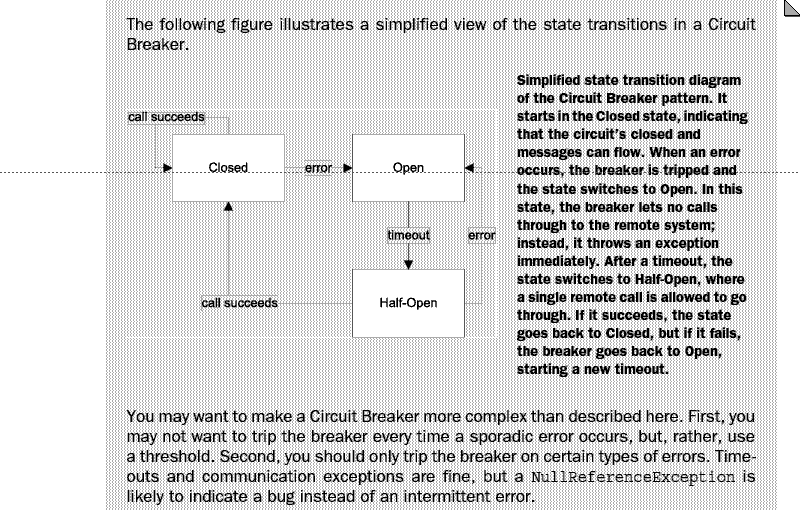 The following figure illustrates a simplified view of the state transitions in a Circuit
Breaker.
call succeeds
Closed
error
Open
timeout
error
call succeeds
Half-Open
Simplified state transition diagram
of the Circuit Breaker pattern. It
starts in the Closed state, indicating
that the circuit's closed and
messages can flow. When an error
occurs, the breaker is tripped and
the state switches to Open. In this
state, the breaker lets no calls
through to the remote system;
instead, it throws an exception
immediately. After a timeout, the
state switches to Half-Open, where
a single remote call is allowed to go
through. If it succeeds, the state
goes back to Closed, but if it fails,
the breaker goes back to Open,
starting a new timeout.
You may want to make a Circuit Breaker more complex than described here. First, you
may not want to trip the breaker every time a sporadic error occurs, but, rather, use
a threshold. Second, you should only trip the breaker on certain types of errors. Time-
outs and communication exceptions are fine, but a NullReferenceException is
likely to indicate a bug instead of an intermittent error.